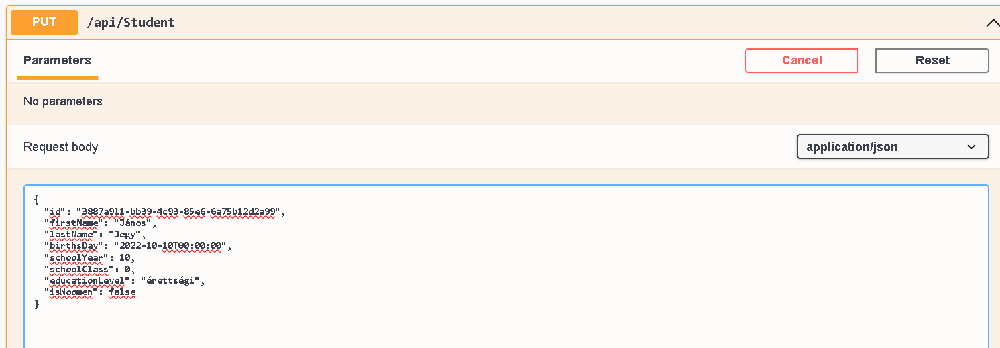 PUT /api/Student
Parameters
Cancel
Reset
No parameters
Request body
application/json
{
  "id": "3887a911-bb39-4c93-85e6-6a75b12d2a99",
  "firstName": "János",
  "lastName": "Jegy",
  "birthsDay": "2022-10-10T00:00:00",
  "schoolYear": 10,
  "schoolClass": 0,
  "educationLevel": "érettségi",
  "isWoomen": false
}